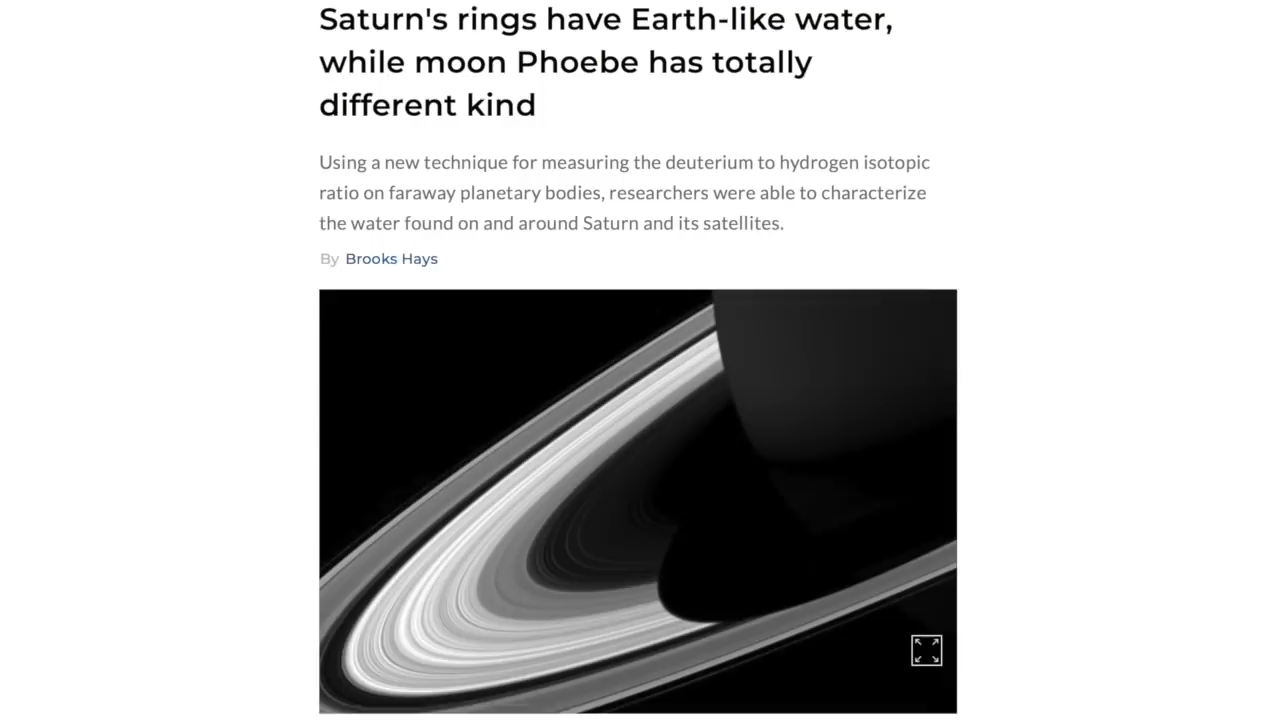 Saturn's rings have Earth-like water,
while moon Phoebe has totally
different kind
Using a new technique for measuring the deuterium to hydrogen isotopic
ratio on faraway planetary bodies, researchers were able to characterize
the water found on and around Saturn and its satellites.
By Brooks Hays